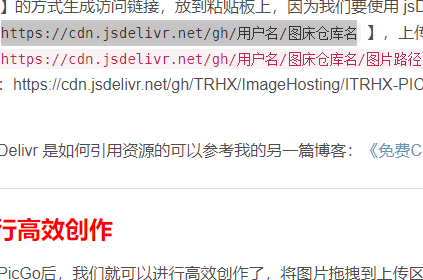 】的方式生成访问链接，放到粘贴板上，因为我们要使用 jsD
https://cdn.jsdelivr.net/gh/用户名/图床仓库名 】，上传
https://cdn.jsdelivr.net/gh/用户名/图床仓库名/图片路径
：https://cdn.jsdelivr.net/gh/TRHX/ImageHosting/ITRHX-PIC
Delivr 是如何引用资源的可以参考我的另一篇博客：《免费C
行高效创作
PicGo后，我们就可以进行高效创作了，将图片拖拽到上传区